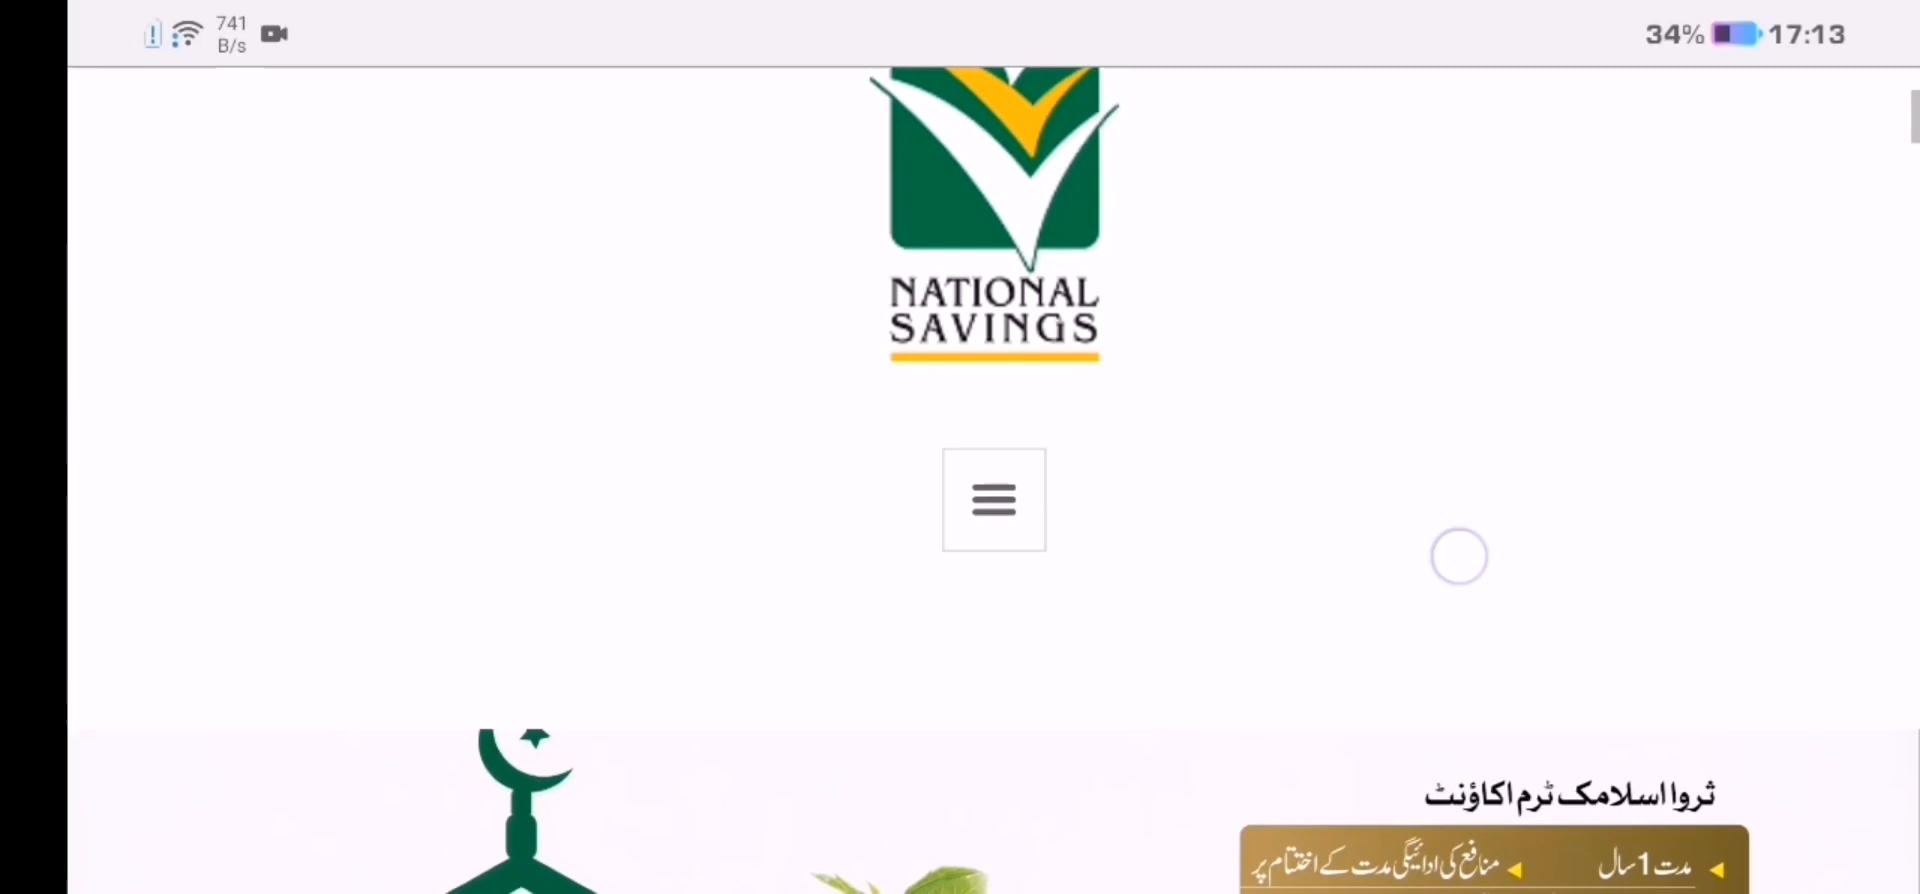 741
B/s
34%
17:13
NATIONAL
SAVINGS
ثروا اسلامک ٹرم اکاؤنٹ
مدت 1 سال
منافع کی ادائیگی مدت کے اختتام پر